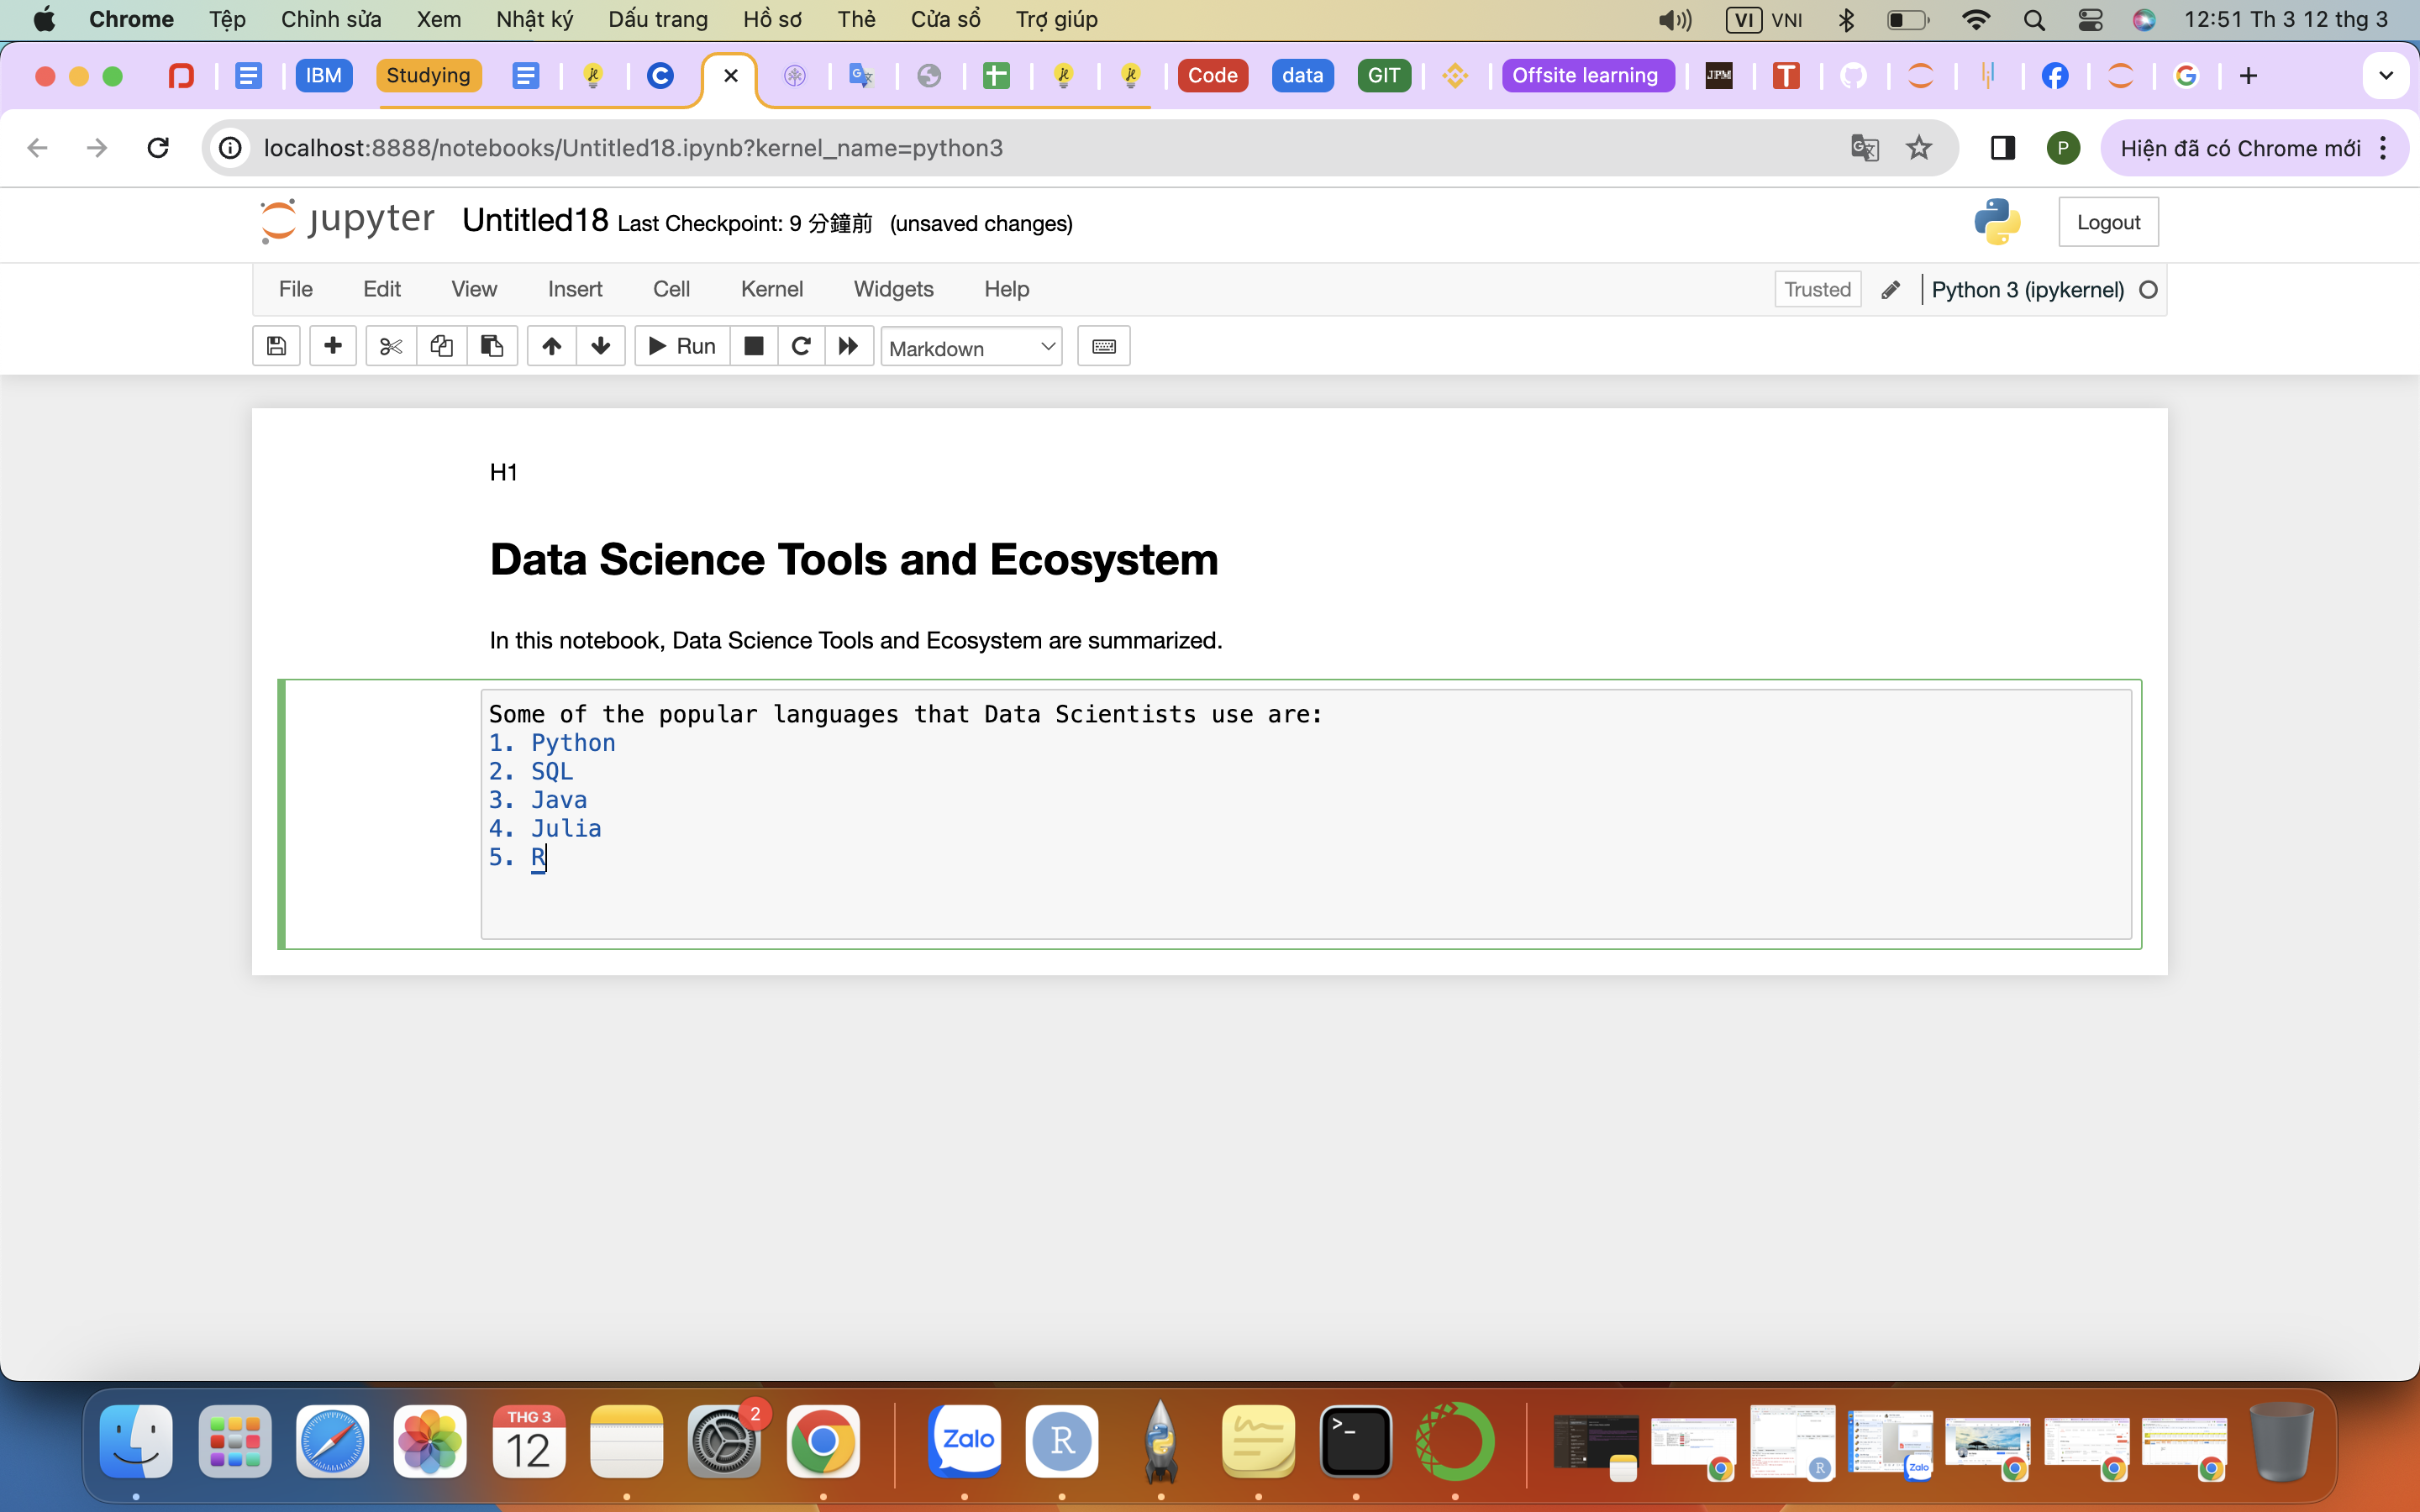 Chrome Tệp Chỉnh sửa Xem Nhật ký Dấu trang Hồ sơ Thẻ Cửa sổ Trợ giúp VI VNI 12:51 Th 3 12 thg 3
IBM Studying Code data GIT Offsite learning JPM T
localhost:8888/notebooks/Untitled18.ipynb?kernel_name=python3 P Hiện đã có Chrome mới
jupyter Untitled18 Last Checkpoint: 9 分鐘前 (unsaved changes) Logout
File Edit View Insert Cell Kernel Widgets Help Trusted Python 3 (ipykernel)
Run Markdown
H1
Data Science Tools and Ecosystem
In this notebook, Data Science Tools and Ecosystem are summarized.
Some of the popular languages that Data Scientists use are:
1. Python
2. SQL
3. Java
4. Julia
5. R
THG 3
12
2
Zalo
R
>_
R
Zalo